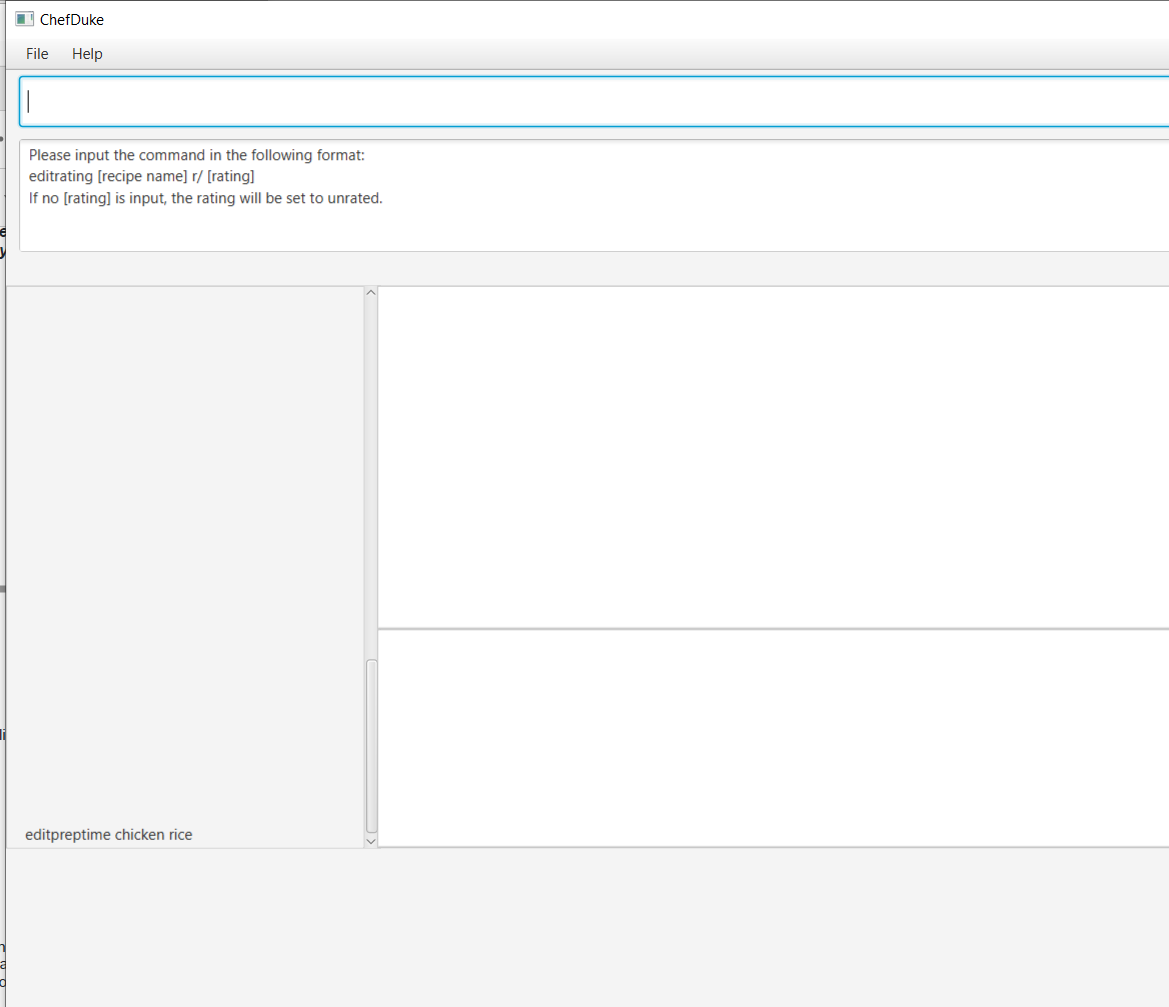 ChefDuke
File Help
Please input the command in the following format:
editrating [recipe name] r/ [rating]
If no [rating] is input, the rating will be set to unrated.
editpreptime chicken rice